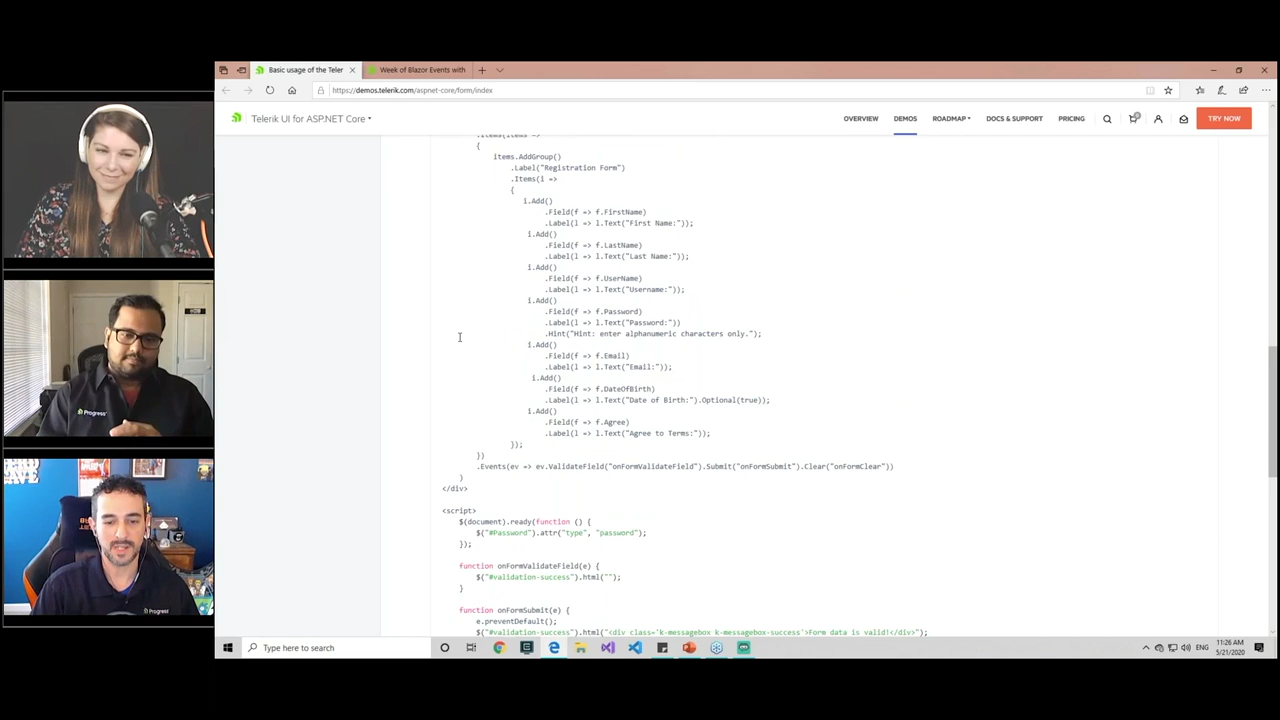 Basic usage of the Teler
Week of Blazor Events with
https://demos.telerik.com/aspnet-core/form/index
Telerik UI for ASP.NET Core
OVERVIEW
DEMOS
ROADMAP
DOCS & SUPPORT
PRICING
TRY NOW
.Items(items =>
{
items.AddGroup()
.Label("Registration Form")
.Items(i =>
{
i.Add()
.Field(f => f.FirstName)
.Label(l => l.Text("First Name:"));
i.Add()
.Field(f => f.LastName)
.Label(l => l.Text("Last Name:"));
i.Add()
.Field(f => f.UserName)
.Label(l => l.Text("Username:"));
i.Add()
.Field(f => f.Password)
.Label(l => l.Text("Password:"))
.Hint("Hint: enter alphanumeric characters only.");
i.Add()
.Field(f => f.Email)
.Label(l => l.Text("Email:"));
i.Add()
.Field(f => f.DateOfBirth)
.Label(l => l.Text("Date of Birth:").Optional(true));
i.Add()
.Field(f => f.Agree)
.Label(l => l.Text("Agree to Terms:"));
});
})
.Events(ev => ev.ValidateField("onFormValidateField").Submit("onFormSubmit").Clear("onFormClear"))
)
</div>
<script>
$(document).ready(function () {
$("#Password").attr("type", "password");
});
function onFormValidateField(e) {
$("#validation-success").html("");
}
function onFormSubmit(e) {
e.preventDefault();
$("#validation-success").html("<div class='k-messagebox k-messagebox-success'>Form data is valid!</div>");
Type here to search
ENG
11:26 AM
5/21/2020
Progress
Progress